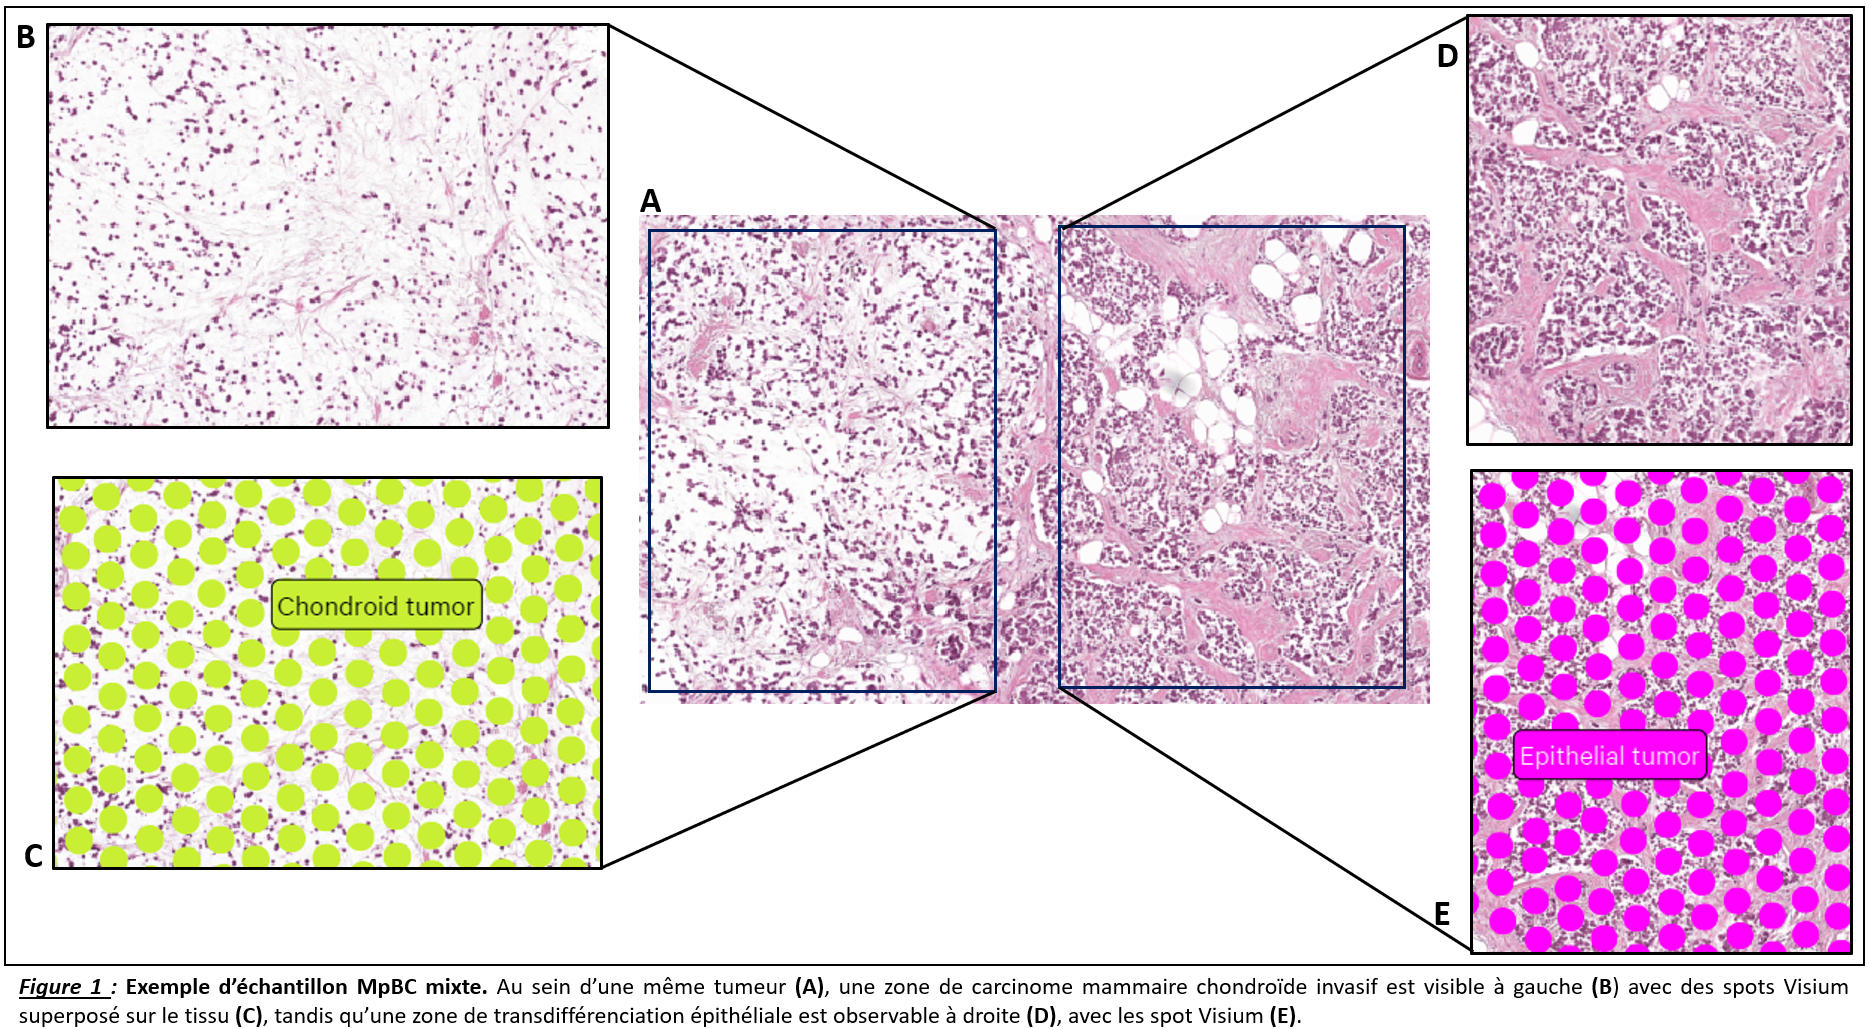 B
D
A
Chondroid tumor
Epithelial tumor
C
E
Figure 1 : Exemple d’échantillon MpBC mixte. Au sein d’une même tumeur (A), une zone de carcinome mammaire chondroïde invasif est visible à gauche (B) avec des spots Visium
superposé sur le tissu (C), tandis qu’une zone de transdifférenciation épithéliale est observable à droite (D), avec les spot Visium (E).